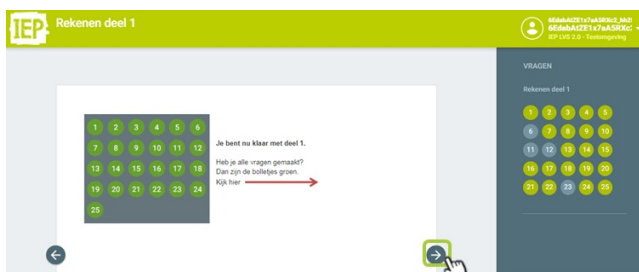 IEP
Rekenen deel 1
IEP LVS 2.0 - Testomgeving
VRAGEN
Rekenen deel 1
1 2 3 4 5 6
7 8 9 10 11 12
13 14 15 16 17 18
19 20 21 22 23 24
25
Je bent nu klaar met deel 1.
Heb je alle vragen gemaakt?
Dan zijn de bolletjes groen.
Kijk hier
1 2 3 4 5
6 7 8 9 10
11 12 13 14 15
16 17 18 19 20
21 22 23 24 25